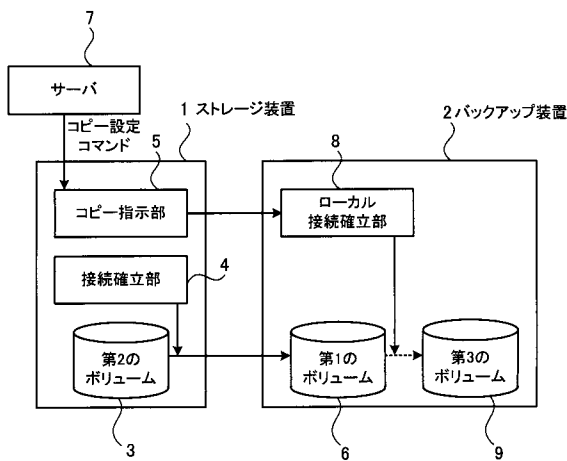 7
サーバ
コピー設定
コマンド
1 ストレージ装置
2 バックアップ装置
5
8
コピー指示部
ローカル
接続確立部
接続確立部
4
第2の
ボリューム
第1の
ボリューム
第3の
ボリューム
3
6
9